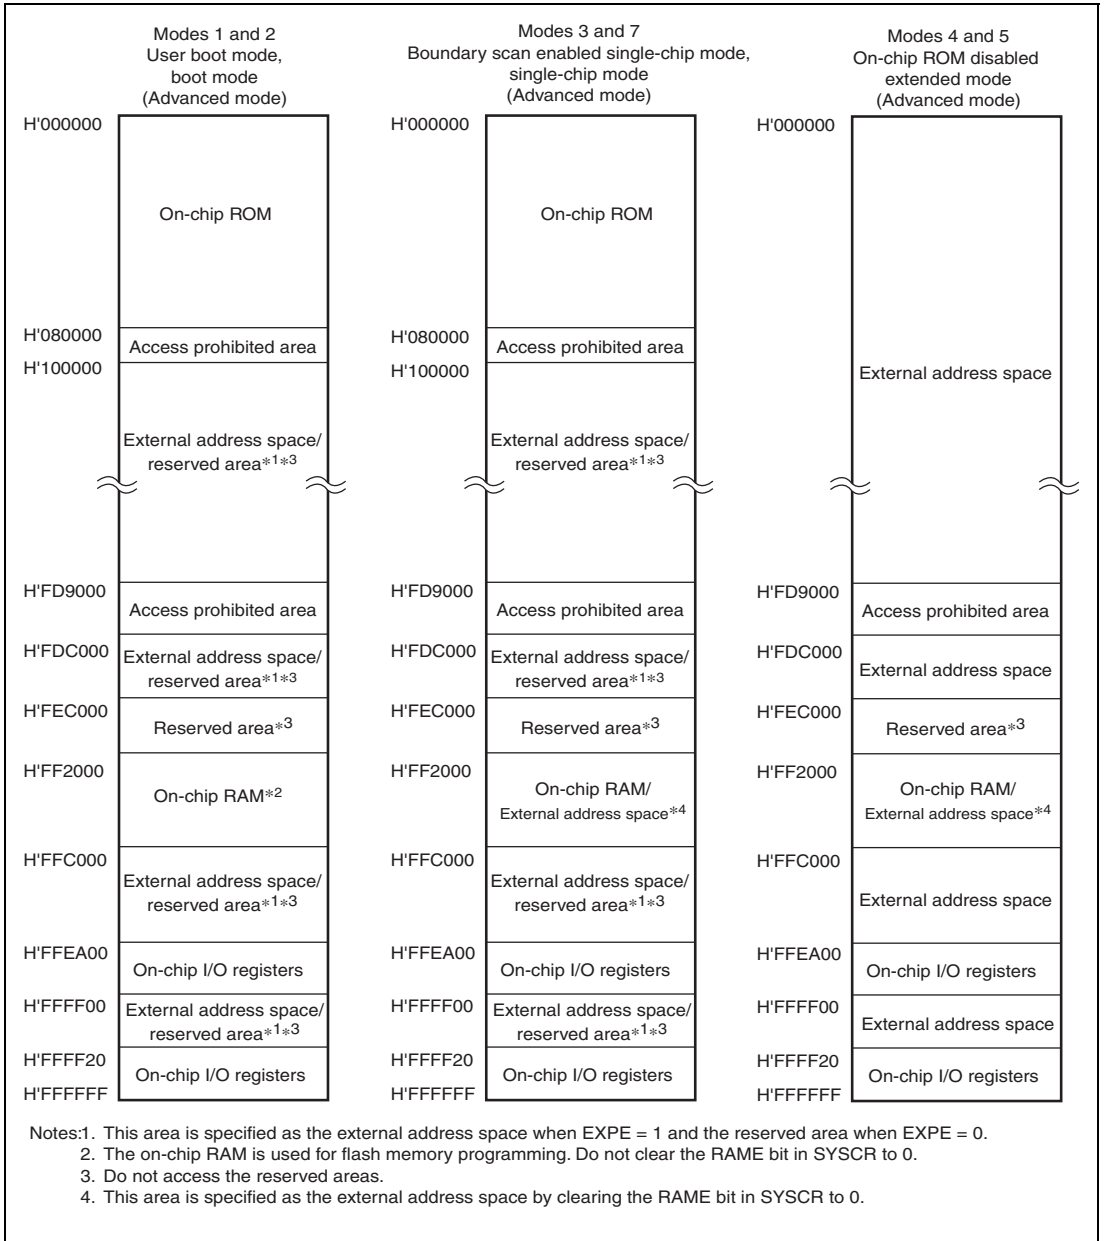 Modes 1 and 2
User boot mode,
boot mode
(Advanced mode)
H'000000
On-chip ROM
H'080000
Access prohibited area
H'100000
External address space/
reserved area*1*3
H'FD9000
Access prohibited area
H'FDC000
External address space/
reserved area*1*3
H'FEC000
Reserved area*3
H'FF2000
On-chip RAM*2
H'FFC000
External address space/
reserved area*1*3
H'FFEA00
On-chip I/O registers
H'FFFF00
External address space/
reserved area*1*3
H'FFFF20
On-chip I/O registers
H'FFFFFF
Modes 3 and 7
Boundary scan enabled single-chip mode,
single-chip mode
(Advanced mode)
H'000000
On-chip ROM
H'080000
Access prohibited area
H'100000
External address space/
reserved area*1*3
H'FD9000
Access prohibited area
H'FDC000
External address space/
reserved area*1*3
H'FEC000
Reserved area*3
H'FF2000
On-chip RAM/
External address space*4
H'FFC000
External address space/
reserved area*1*3
H'FFEA00
On-chip I/O registers
H'FFFF00
External address space/
reserved area*1*3
H'FFFF20
On-chip I/O registers
H'FFFFFF
Modes 4 and 5
On-chip ROM disabled
extended mode
(Advanced mode)
H'000000
External address space
H'FD9000
Access prohibited area
H'FDC000
External address space
H'FEC000
Reserved area*3
H'FF2000
On-chip RAM/
External address space*4
H'FFC000
External address space
H'FFEA00
On-chip I/O registers
H'FFFF00
External address space
H'FFFF20
On-chip I/O registers
H'FFFFFF
Notes:1. This area is specified as the external address space when EXPE = 1 and the reserved area when EXPE = 0.
2. The on-chip RAM is used for flash memory programming. Do not clear the RAME bit in SYSCR to 0.
3. Do not access the reserved areas.
4. This area is specified as the external address space by clearing the RAME bit in SYSCR to 0.